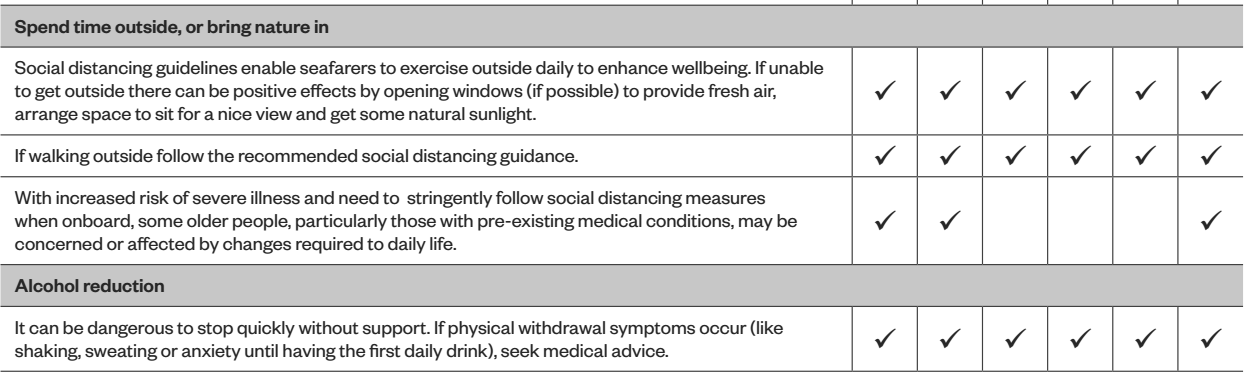 Spend time outside, or bring nature in
Social distancing guidelines enable seafarers to exercise outside daily to enhance wellbeing. If unable
to get outside there can be positive effects by opening windows (if possible) to provide fresh air,
arrange space to sit for a nice view and get some natural sunlight.
✓ ✓ ✓ ✓ ✓ ✓
If walking outside follow the recommended social distancing guidance.
✓ ✓ ✓ ✓ ✓ ✓
With increased risk of severe illness and need to  stringently follow social distancing measures
when onboard, some older people, particularly those with pre-existing medical conditions, may be
concerned or affected by changes required to daily life.
✓ ✓ ✓
Alcohol reduction
It can be dangerous to stop quickly without support. If physical withdrawal symptoms occur (like
shaking, sweating or anxiety until having the first daily drink), seek medical advice.
✓ ✓ ✓ ✓ ✓ ✓